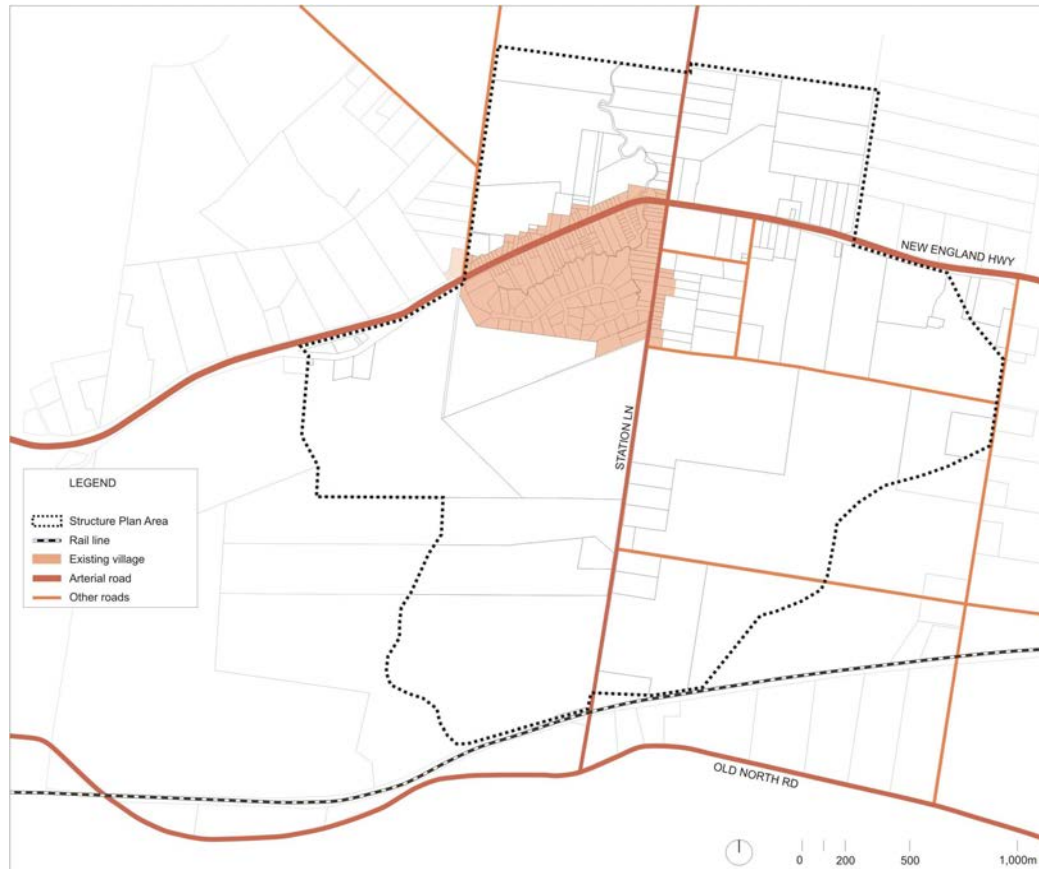 NEW ENGLAND HWY
STATION LN
LEGEND
Structure Plan Area
Rail line
Existing village
Arterial road
Other roads
OLD NORTH RD
0 200 500 1,000m